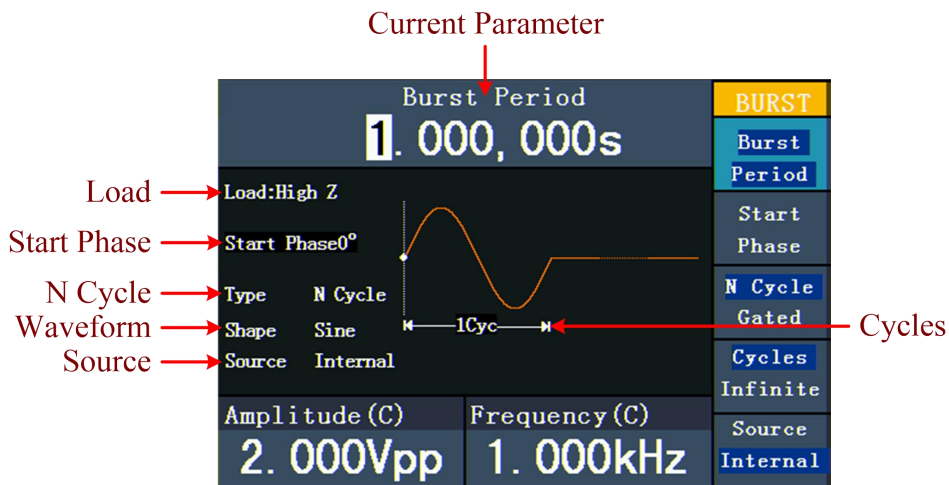 Current Parameter
Burst Period
1.000,000s
Load
Load:High Z
Start Phase
Start Phase0°
N Cycle
Type N Cycle
Waveform
Shape Sine
Source
Source Internal
1Cyc
Cycles
Amplitude(C)
2.000Vpp
Frequency(C)
1.000kHz
BURST
Burst
Period
Start
Phase
N Cycle
Gated
Cycles
Infinite
Source
Internal